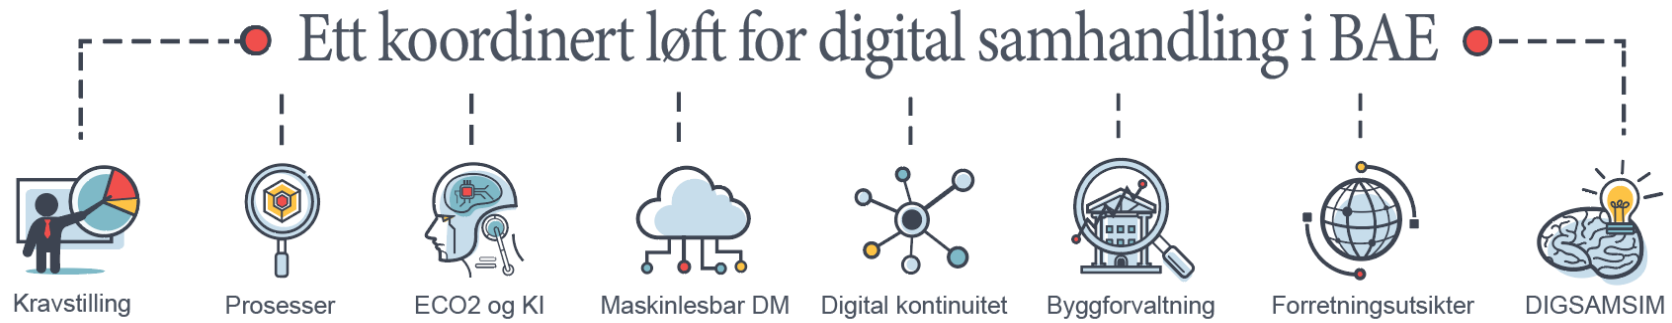 Ett koordinert løft for digital samhandling i BAE
Kravstilling
Prosesser
ECO2 og KI
Maskinlesbar DM
Digital kontinuitet
Byggforvaltning
Forretningsutsikter
DIGSAMSIM